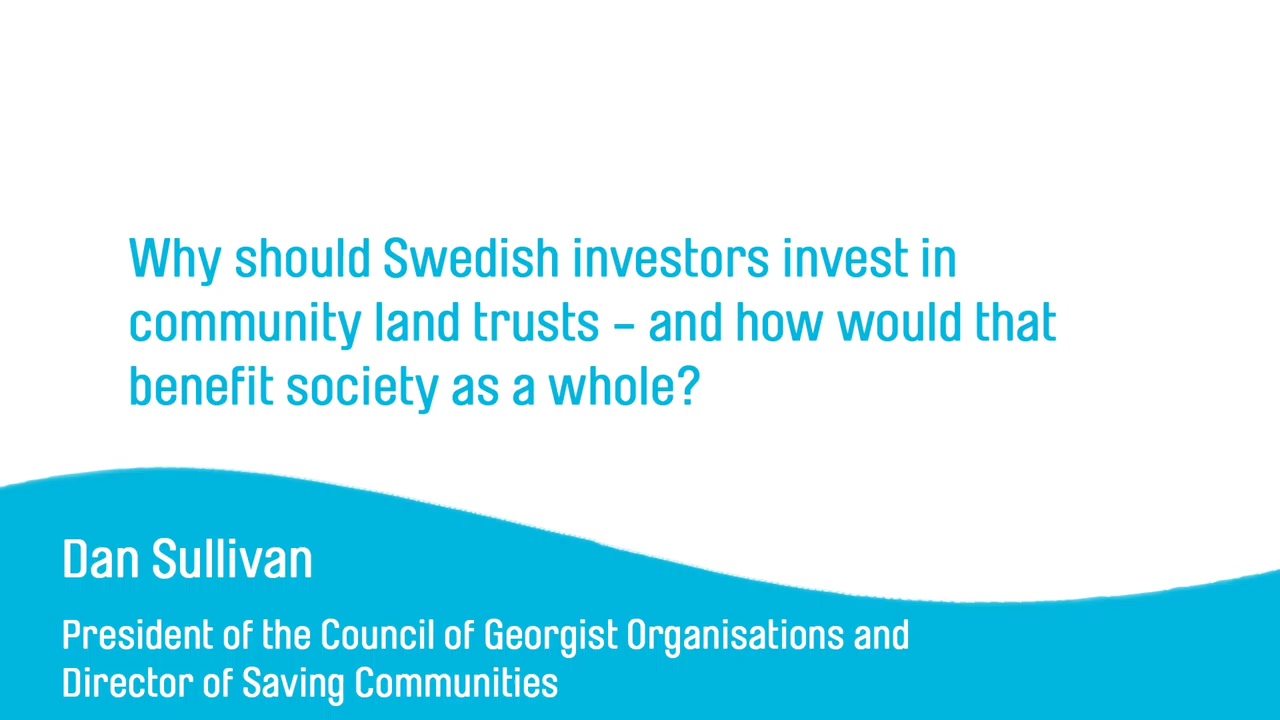 Why should Swedish investors invest in
community land trusts – and how would that
benefit society as a whole?
Dan Sullivan
President of the Council of Georgist Organisations and
Director of Saving Communities